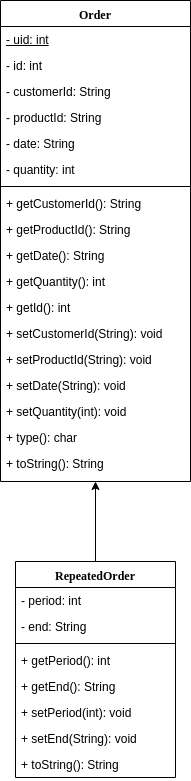 Order
- uid: int
- id: int
- customerId: String
- productId: String
- date: String
- quantity: int
+ getCustomerId(): String
+ getProductId(): String
+ getDate(): String
+ getQuantity(): int
+ getId(): int
+ setCustomerId(String): void
+ setProductId(String): void
+ setDate(String): void
+ setQuantity(int): void
+ type(): char
+ toString(): String
RepeatedOrder
- period: int
- end: String
+ getPeriod(): int
+ getEnd(): String
+ setPeriod(int): void
+ setEnd(String): void
+ toString(): String